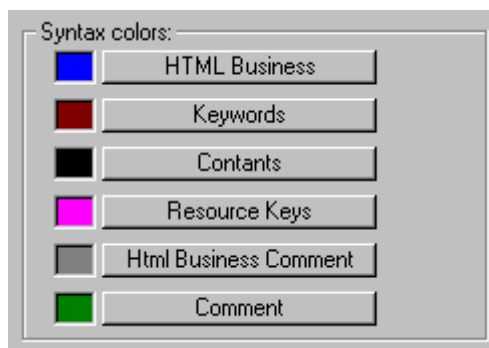 Syntax colors:
HTML Business
Keywords
Contants
Resource Keys
Html Business Comment
Comment